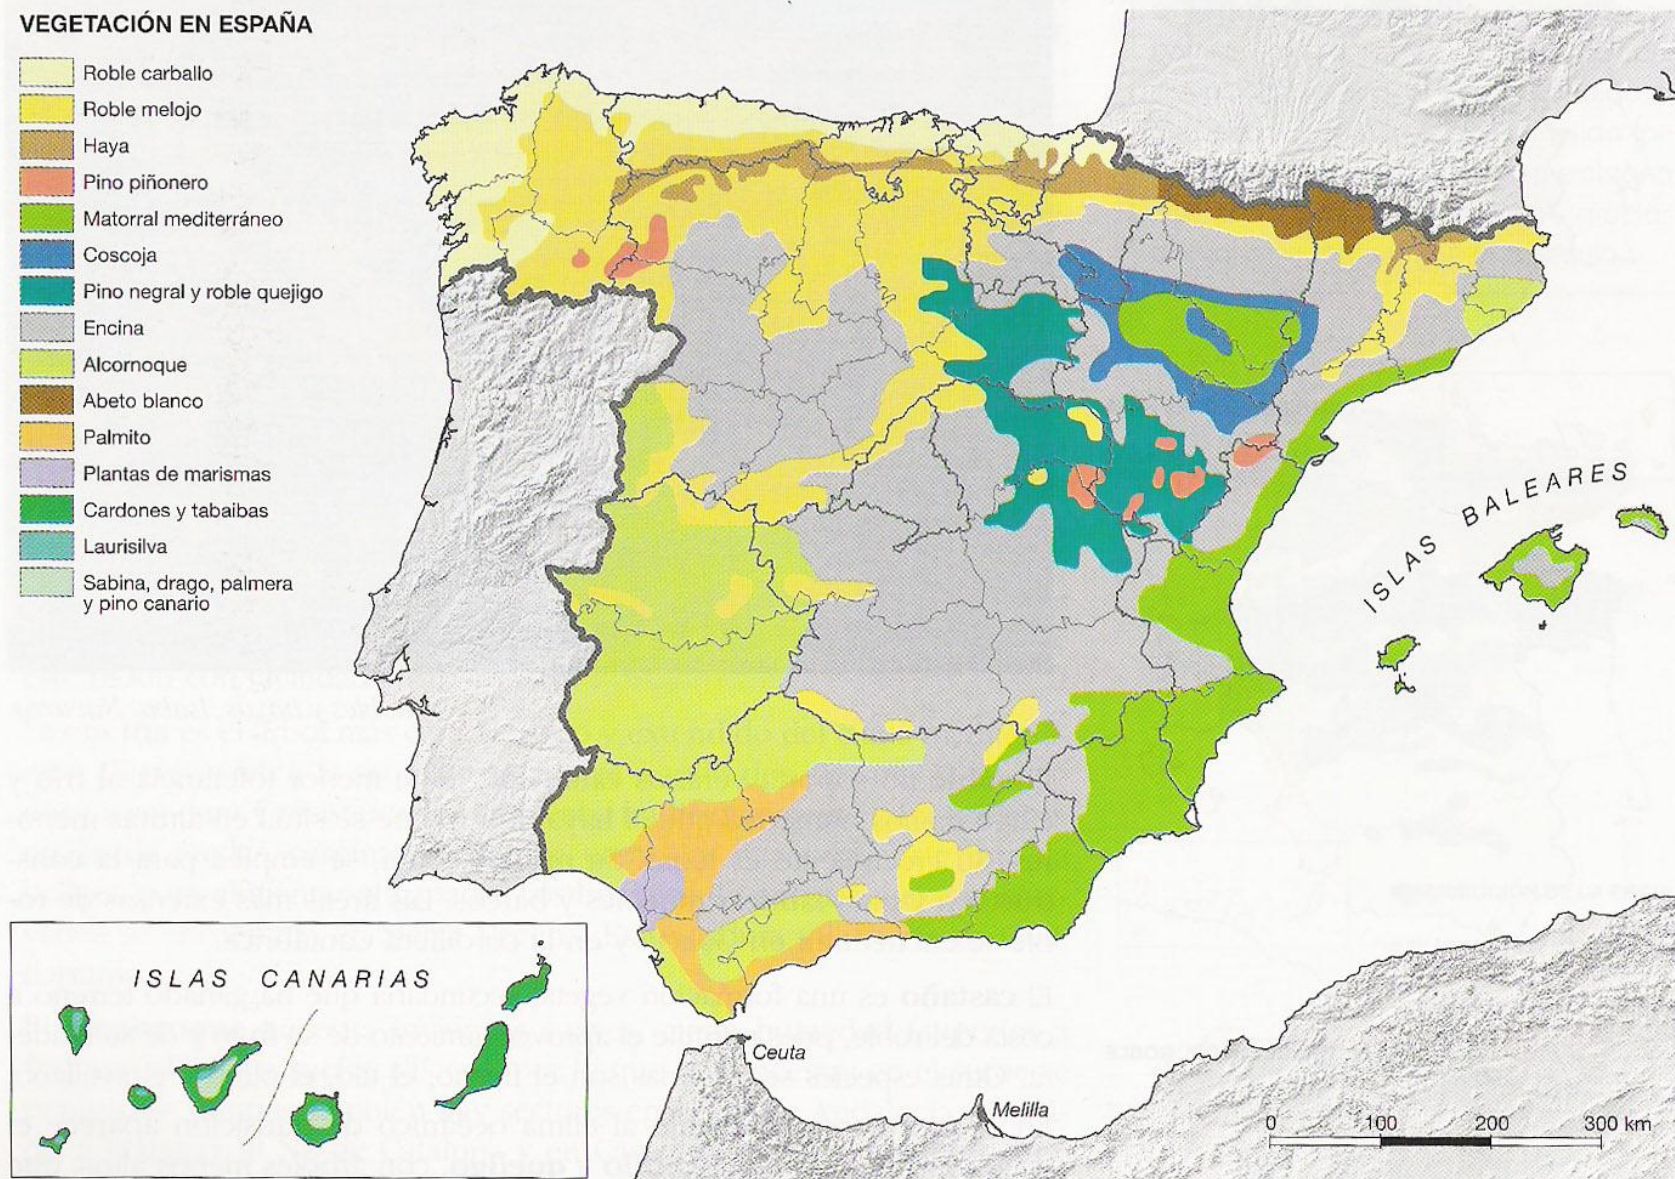 VEGETACIÓN EN ESPAÑA
Roble carballo
Roble melojo
Haya
Pino piñonero
Matorral mediterráneo
Coscoja
Pino negral y roble quejigo
Encina
Alcornoque
Abeto blanco
Palmito
Plantas de marismas
Cardones y tabaibas
Laurisilva
Sabina, drago, palmera
y pino canario
ISLAS BALEARES
ISLAS CANARIAS
Ceuta
Melilla
0 100 200 300 km